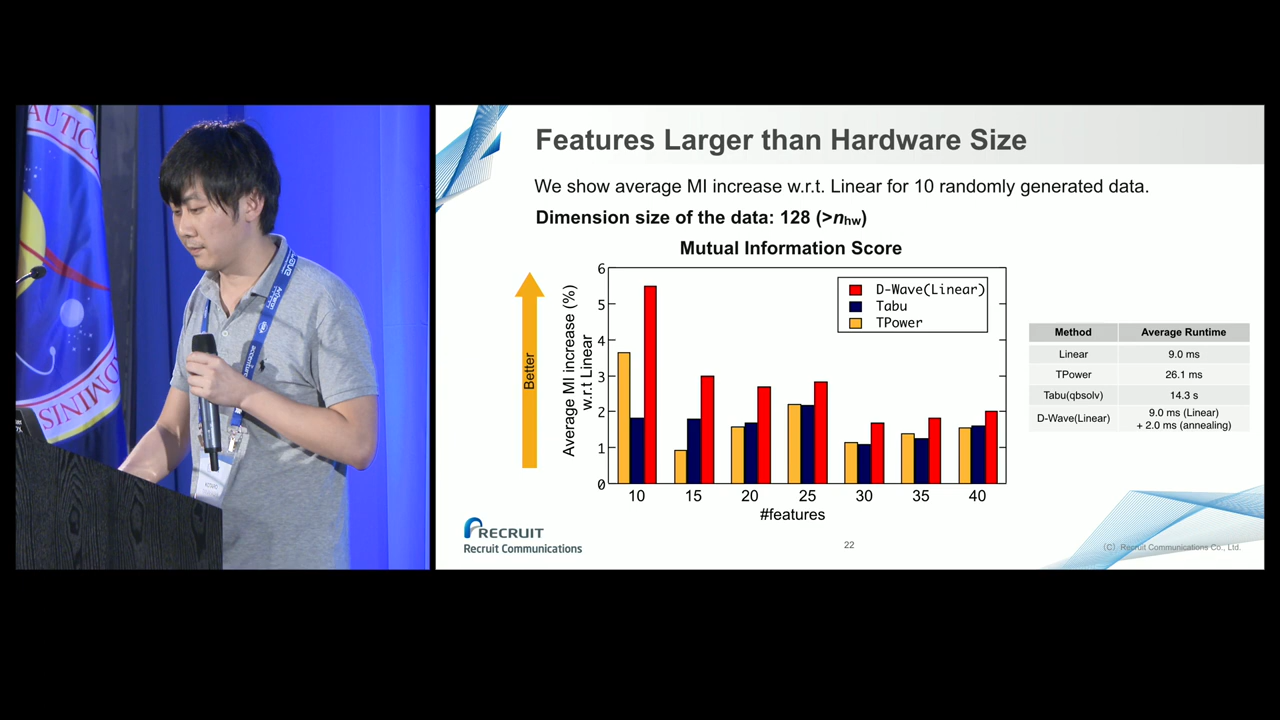 AUTIC
ADMINIS
Features Larger than Hardware Size
We show average MI increase w.r.t. Linear for 10 randomly generated data.
Dimension size of the data: 128 (>nhw)
Mutual Information Score
Better
Average MI increase (%)
w.r.t Linear
6
5
4
3
2
1
0
D-Wave(Linear)
Tabu
TPower
10 15 20 25 30 35 40
#features
Method Average Runtime
Linear 9.0 ms
TPower 26.1 ms
Tabu(qbsolv) 14.3 s
D-Wave(Linear) 9.0 ms (Linear)
+ 2.0 ms (annealing)
RECRUIT
Recruit Communications
22
(C) Recruit Communications Co., Ltd.
accenture